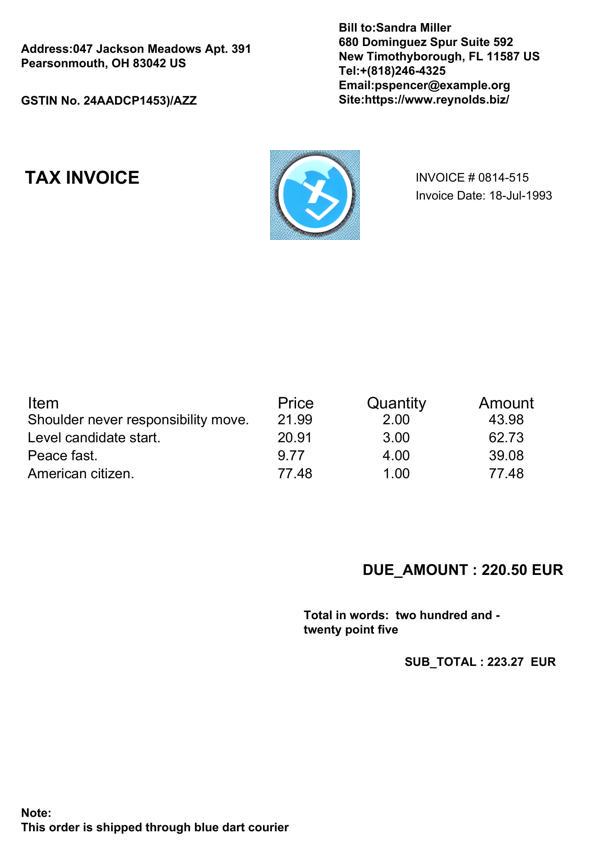 Address:047 Jackson Meadows Apt. 391
Pearsonmouth, OH 83042 US
GSTIN No. 24AADCP1453)/AZZ
Bill to:Sandra Miller
680 Dominguez Spur Suite 592
New Timothyborough, FL 11587 US
Tel:+(818)246-4325
Email:pspencer@example.org
Site:https://www.reynolds.biz/
TAX INVOICE
INVOICE # 0814-515
Invoice Date: 18-Jul-1993
Item Price Quantity Amount
Shoulder never responsibility move. 21.99 2.00 43.98
Level candidate start. 20.91 3.00 62.73
Peace fast. 9.77 4.00 39.08
American citizen. 77.48 1.00 77.48
DUE_AMOUNT : 220.50 EUR
Total in words:  two hundred and -
twenty point five
SUB_TOTAL : 223.27  EUR
Note:
This order is shipped through blue dart courier